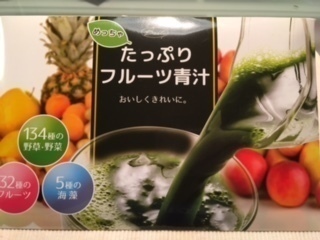 めっちゃ
たっぷり
フルーツ青汁
おいしくきれいに。
134種の
野草・野菜
32種の
フルーツ
5種の
海藻